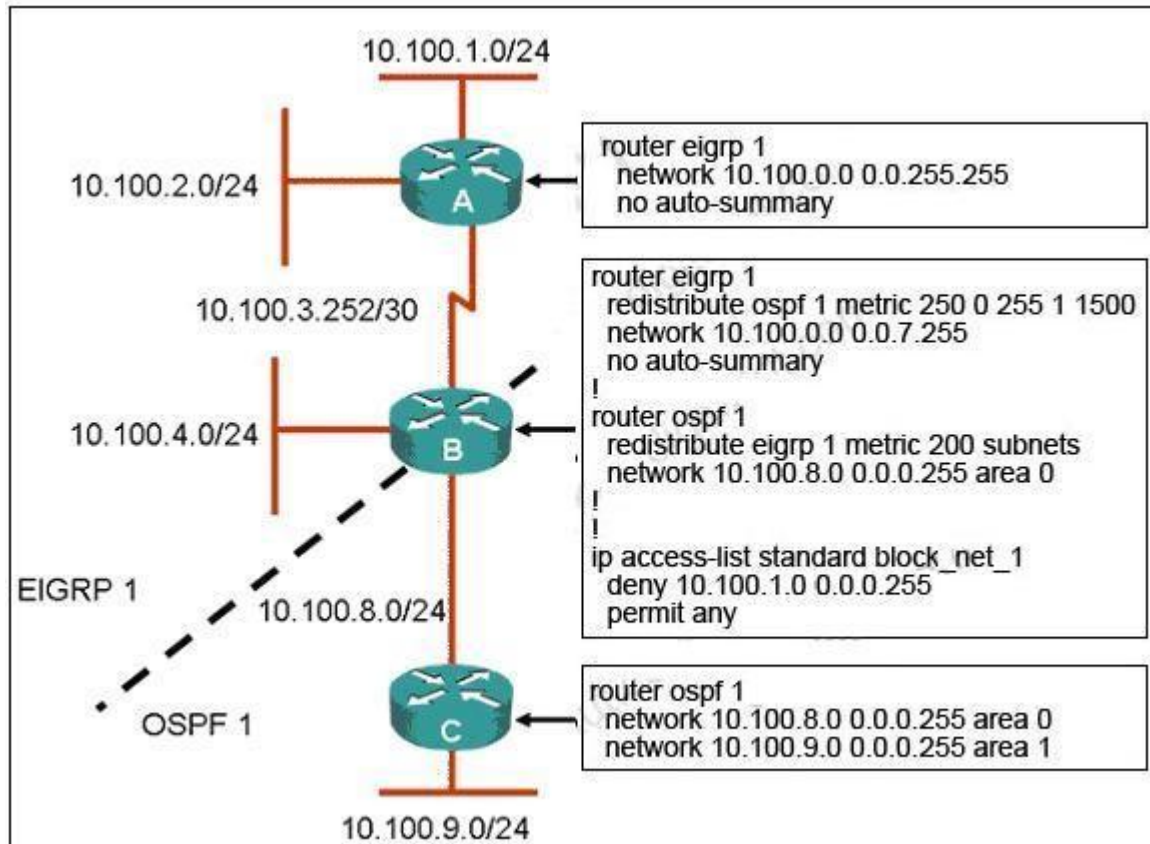 10.100.1.0/24
10.100.2.0/24
A
router eigrp 1
network 10.100.0.0 0.0.255.255
no auto-summary
10.100.3.252/30
10.100.4.0/24
B
router eigrp 1
redistribute ospf 1 metric 250 0 255 1 1500
network 10.100.0.0 0.0.7.255
no auto-summary
!
router ospf 1
redistribute eigrp 1 metric 200 subnets
network 10.100.8.0 0.0.0.255 area 0
!
!
ip access-list standard block_net_1
deny 10.100.1.0 0.0.0.255
permit any
EIGRP 1
10.100.8.0/24
OSPF 1
C
router ospf 1
network 10.100.8.0 0.0.0.255 area 0
network 10.100.9.0 0.0.0.255 area 1
10.100.9.0/24